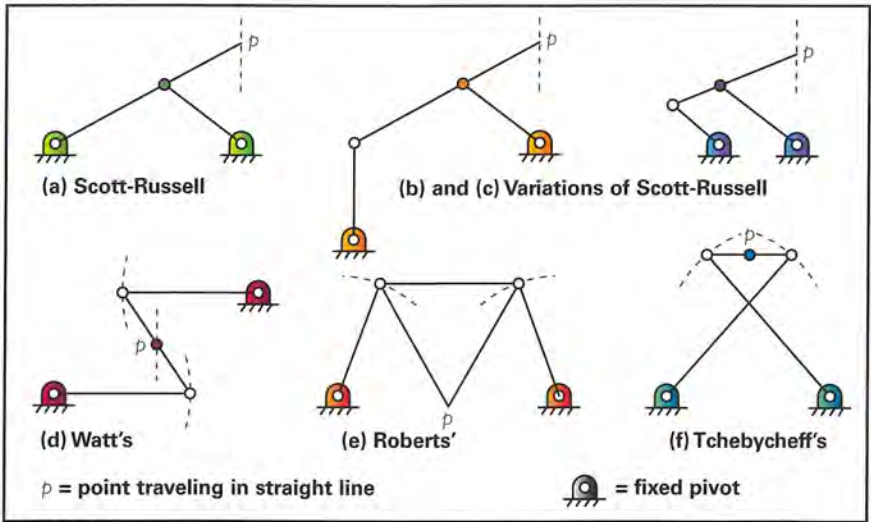 p
p
p
(a) Scott-Russell
(b) and (c) Variations of Scott-Russell
p
p
p
(d) Watt's
(e) Roberts'
(f) Tchebycheff's
p = point traveling in straight line
= fixed pivot